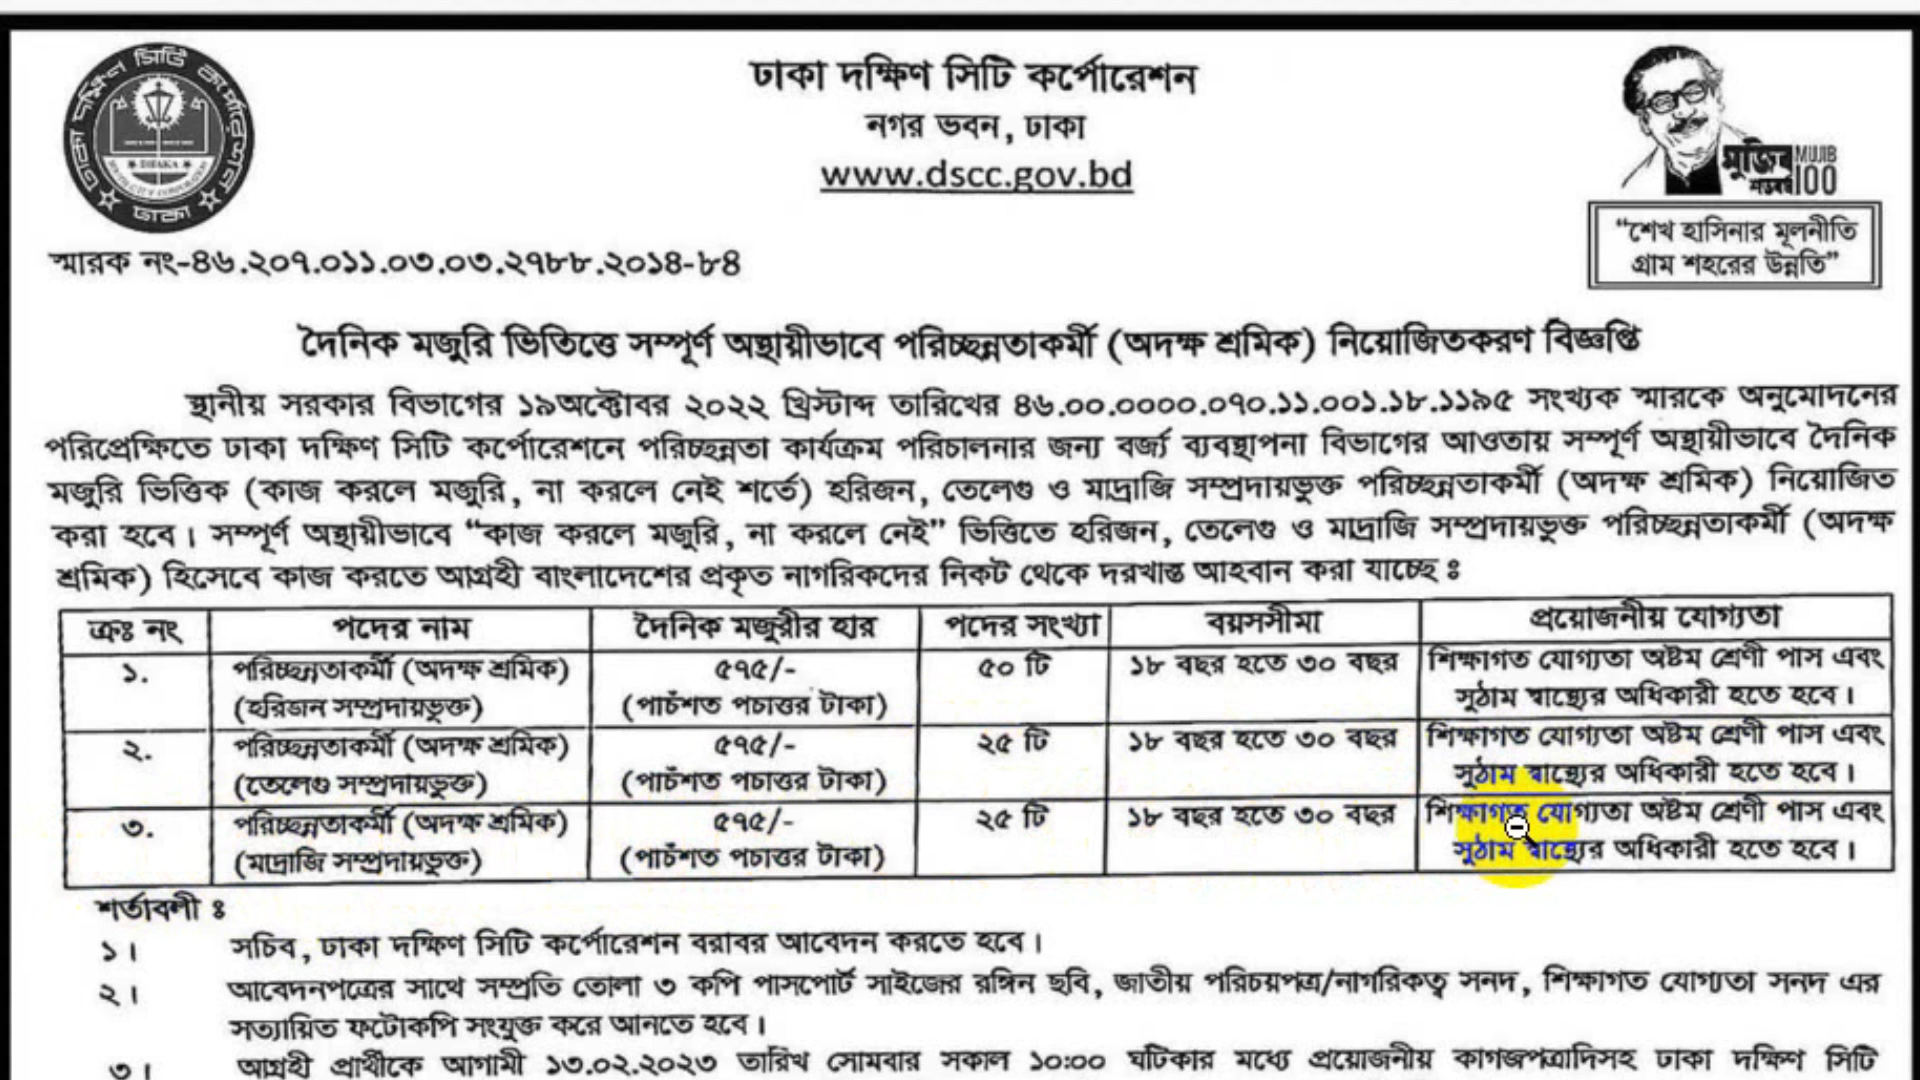 ঢাকা দক্ষিণ সিটি কর্পোরেশন
নগর ভবন, ঢাকা
www.dscc.gov.bd
ঢাকা দক্ষিণ সিটি কর্পোরেশন
DHAKA
SOUTH CITY CORPORATION
ঢাকা
মুজিব
শতবর্ষ
MUJIB
100
"শেখ হাসিনার মূলনীতি
গ্রাম শহরের উন্নতি"
স্মারক নং-৪৬.২০৭.০১১.০৩.০৩.২৭৮৮.২০১৪-৮৪
দৈনিক মজুরি ভিত্তিতে সম্পূর্ণ অস্থায়ীভাবে পরিচ্ছন্নতাকর্মী (অদক্ষ শ্রমিক) নিয়োজিতকরণ বিজ্ঞপ্তি
স্থানীয় সরকার বিভাগের ১৯অক্টোবর ২০২২ খ্রিস্টাব্দ তারিখের ৪৬.০০.০০০০.০৭০.১১.০০১.১৮.১১৯৫ সংখ্যক স্মারকে অনুমোদনের
পরিপ্রেক্ষিতে ঢাকা দক্ষিণ সিটি কর্পোরেশনে পরিচ্ছন্নতা কার্যক্রম পরিচালনার জন্য বর্জ্য ব্যবস্থাপনা বিভাগের আওতায় সম্পূর্ণ অস্থায়ীভাবে দৈনিক
মজুরি ভিত্তিক (কাজ করলে মজুরি, না করলে নেই শর্তে) হরিজন, তেলেগু ও মাদ্রাজি সম্প্রদায়ভুক্ত পরিচ্ছন্নতাকর্মী (অদক্ষ শ্রমিক) নিয়োজিত
করা হবে। সম্পূর্ণ অস্থায়ীভাবে "কাজ করলে মজুরি, না করলে নেই" ভিত্তিতে হরিজন, তেলেগু ও মাদ্রাজি সম্প্রদায়ভুক্ত পরিচ্ছন্নতাকর্মী (অদক্ষ
শ্রমিক) হিসেবে কাজ করতে আগ্রহী বাংলাদেশের প্রকৃত নাগরিকদের নিকট থেকে দরখাস্ত আহবান করা যাচ্ছেঃ
ক্রঃ নং পদের নাম দৈনিক মজুরীর হার পদের সংখ্যা বয়সসীমা প্রয়োজনীয় যোগ্যতা
১. পরিচ্ছন্নতাকর্মী (অদক্ষ শ্রমিক) ৫৭৫/- ৫০ টি ১৮ বছর হতে ৩০ বছর শিক্ষাগত যোগ্যতা অষ্টম শ্রেণী পাস এবং
(হরিজন সম্প্রদায়ভুক্ত) (পাচঁশত পচাত্তর টাকা) সুঠাম স্বাস্থ্যের অধিকারী হতে হবে।
২. পরিচ্ছন্নতাকর্মী (অদক্ষ শ্রমিক) ৫৭৫/- ২৫ টি ১৮ বছর হতে ৩০ বছর শিক্ষাগত যোগ্যতা অষ্টম শ্রেণী পাস এবং
(তেলেগু সম্প্রদায়ভুক্ত) (পাচঁশত পচাত্তর টাকা) সুঠাম স্বাস্থ্যের অধিকারী হতে হবে।
৩. পরিচ্ছন্নতাকর্মী (অদক্ষ শ্রমিক) ৫৭৫/- ২৫ টি ১৮ বছর হতে ৩০ বছর শিক্ষাগত যোগ্যতা অষ্টম শ্রেণী পাস এবং
(মাদ্রাজি সম্প্রদায়ভুক্ত) (পাচঁশত পচাত্তর টাকা) সুঠাম স্বাস্থ্যের অধিকারী হতে হবে।
শর্তাবলী ঃ
১। সচিব, ঢাকা দক্ষিণ সিটি কর্পোরেশন বরাবর আবেদন করতে হবে।
২। আবেদনপত্রের সাথে সম্প্রতি তোলা ৩ কপি পাসপোর্ট সাইজের রঙ্গিন ছবি, জাতীয় পরিচয়পত্র/নাগরিকত্ব সনদ, শিক্ষাগত যোগ্যতা সনদ এর
সত্যায়িত ফটোকপি সংযুক্ত করে আনতে হবে।
৩। আগ্রহী প্রার্থীকে আগামী ১৩.০২.২০২৩ তারিখ সোমবার সকাল ১০:০০ ঘটিকার মধ্যে প্রয়োজনীয় কাগজপত্রাদিসহ ঢাকা দক্ষিণ সিটি